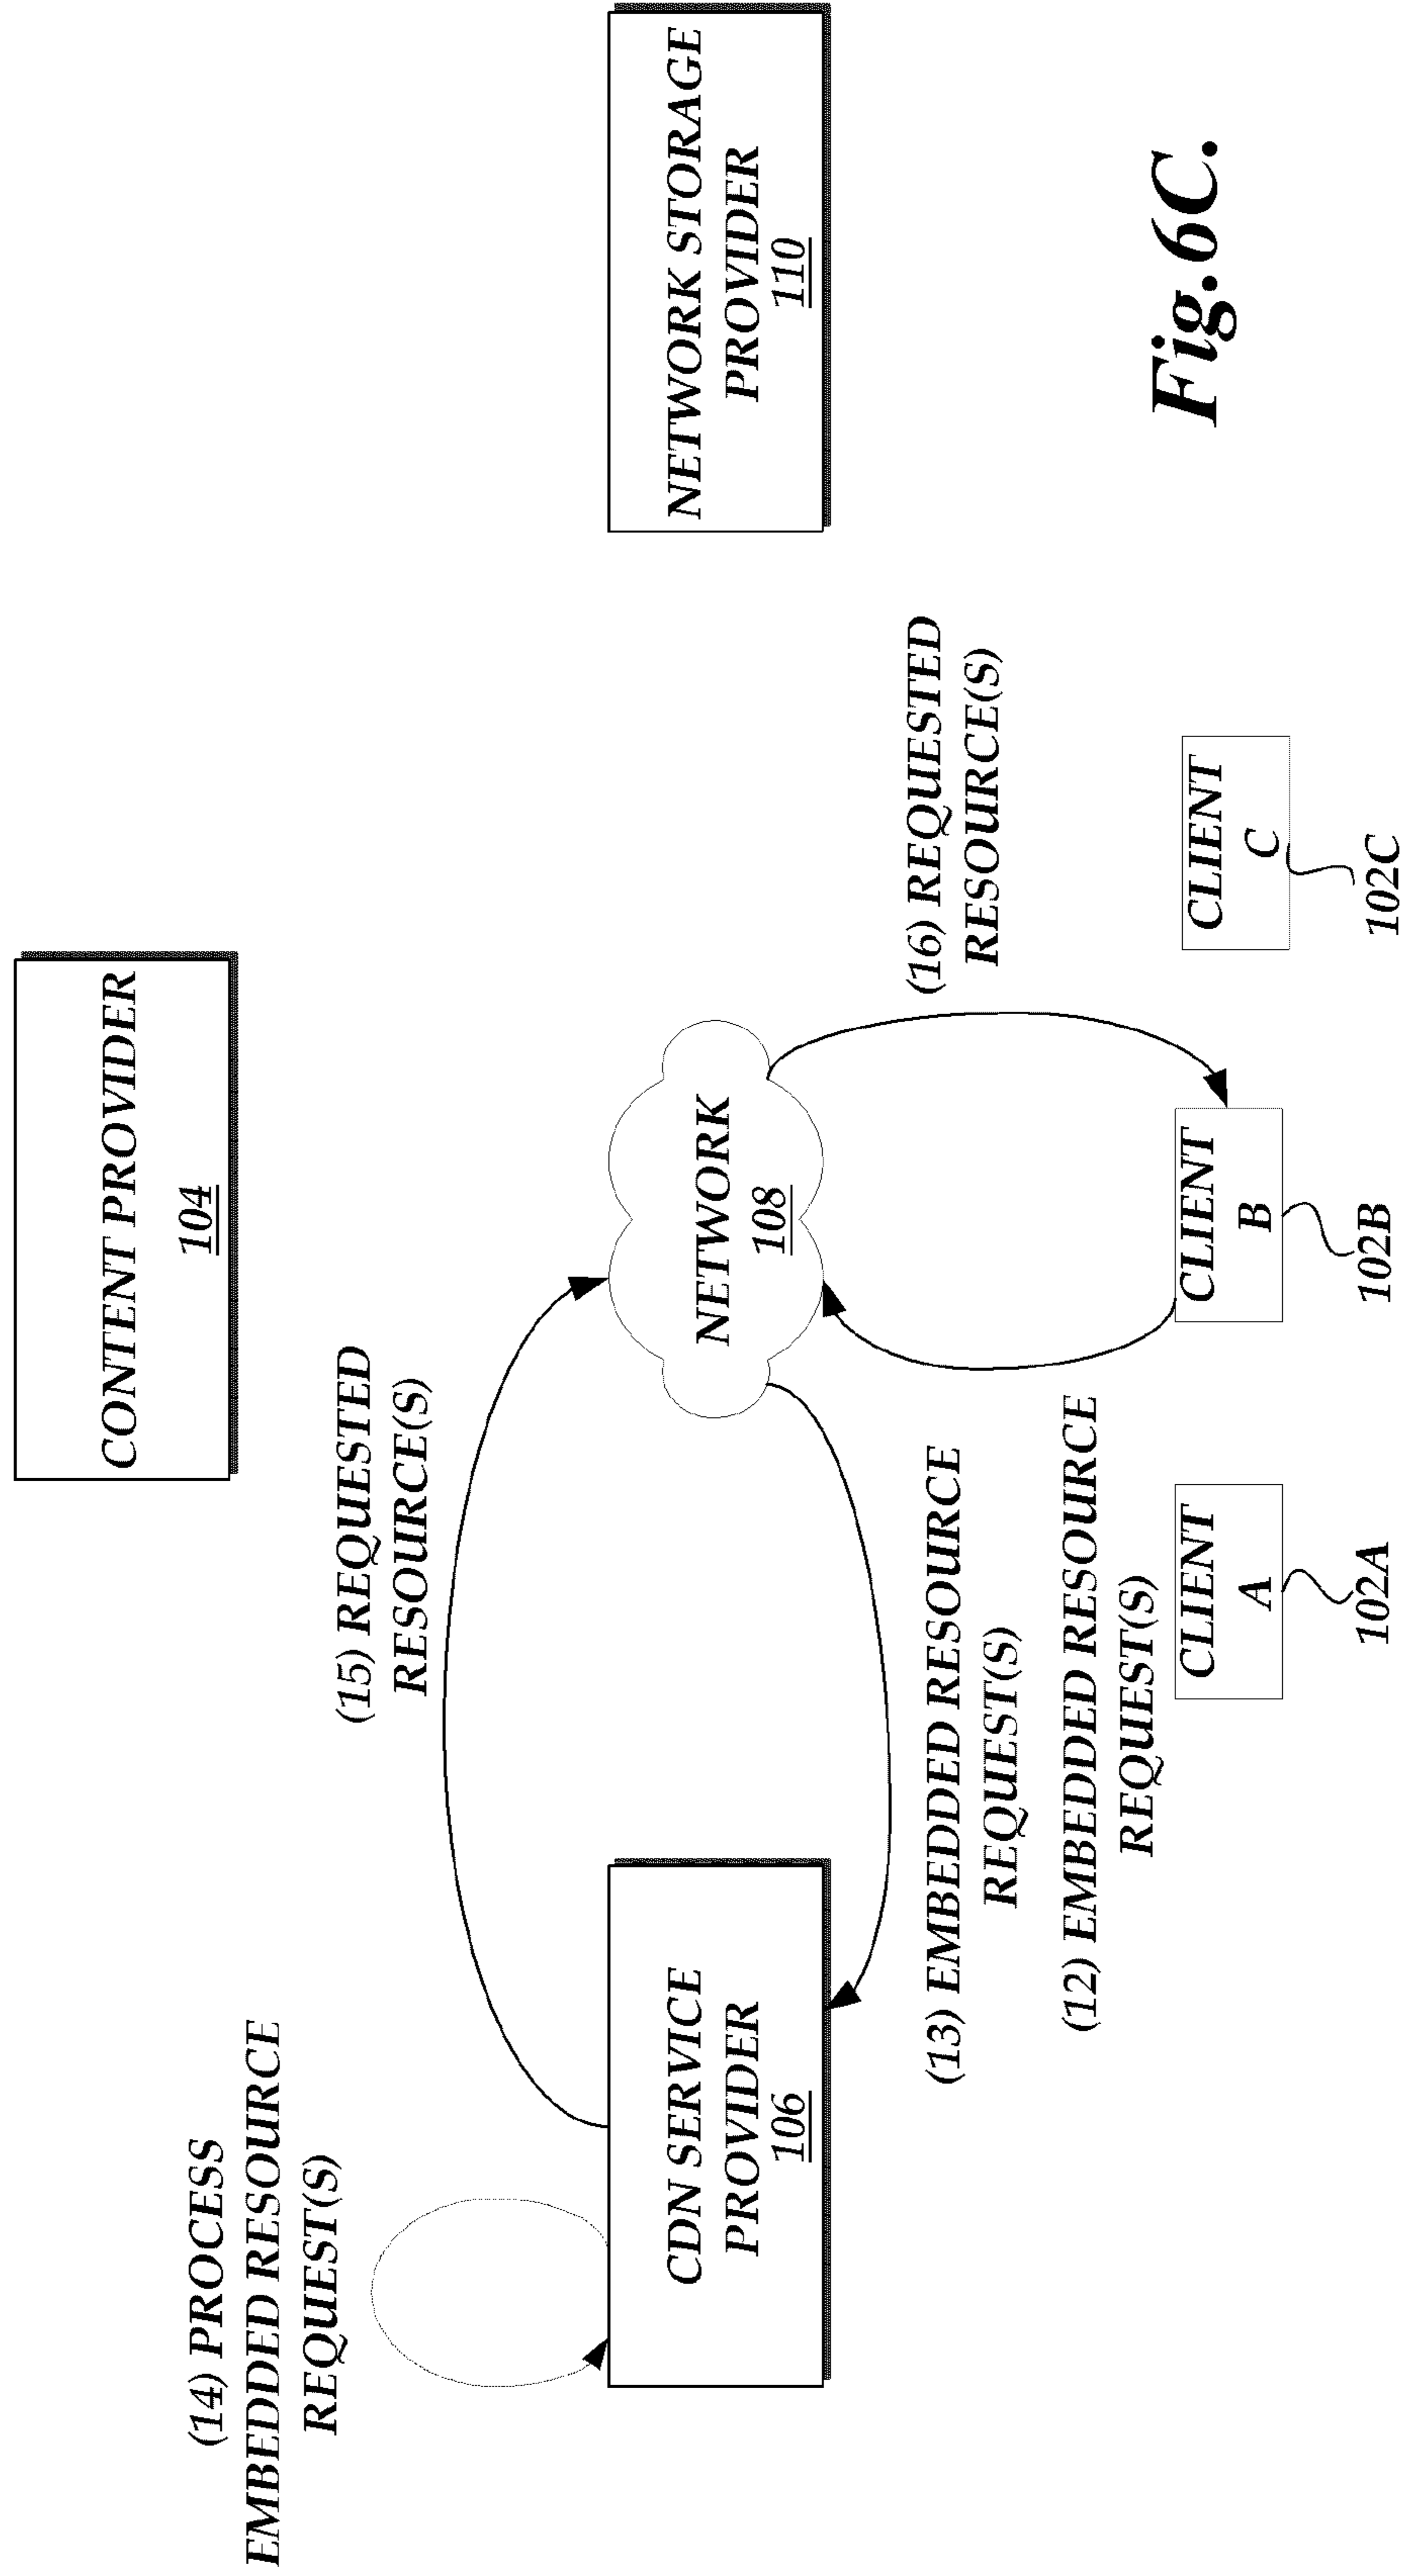 CONTENT PROVIDER
104
(14) PROCESS
EMBEDDED RESOURCE
REQUEST(S)
(15) REQUESTED
RESOURCE(S)
CDN SERVICE
PROVIDER
106
NETWORK
108
NETWORK STORAGE
PROVIDER
110
(13) EMBEDDED RESOURCE
REQUEST(S)
(16) REQUESTED
RESOURCE(S)
(12) EMBEDDED RESOURCE
REQUEST(S)
CLIENT
A
102A
CLIENT
B
102B
CLIENT
C
102C
Fig.6C.